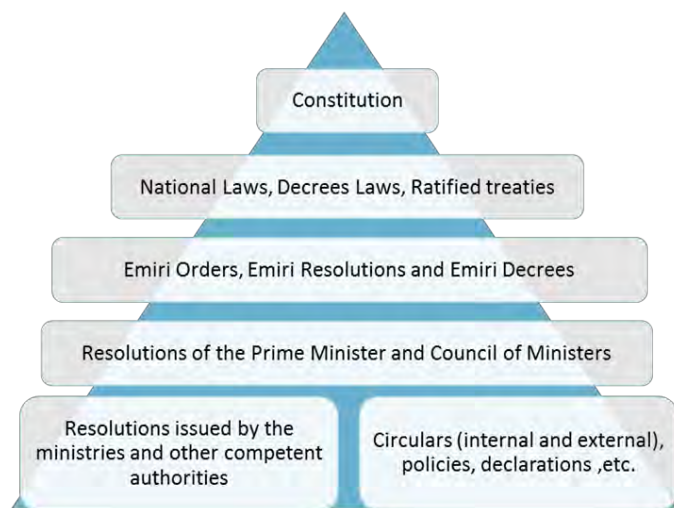 Constitution
National Laws, Decrees Laws, Ratified treaties
Emiri Orders, Emiri Resolutions and Emiri Decrees
Resolutions of the Prime Minister and Council of Ministers
Resolutions issued by the
ministries and other competent
authorities
Circulars (internal and external),
policies, declarations ,etc.